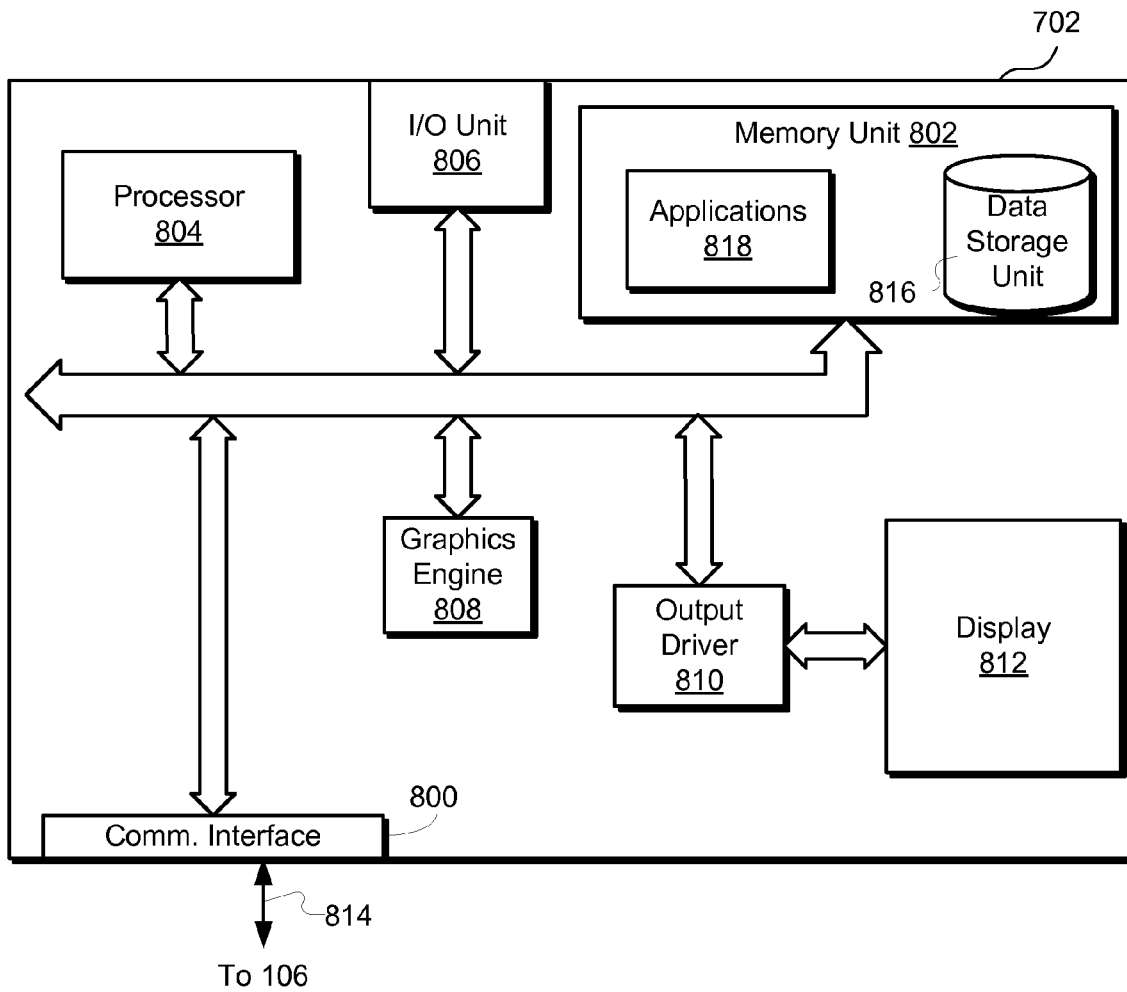 702
I/O Unit
806
Memory Unit 802
Processor
804
Applications
818
Data
Storage
Unit
816
Graphics
Engine
808
Output
Driver
810
Display
812
800
Comm. Interface
814
To 106